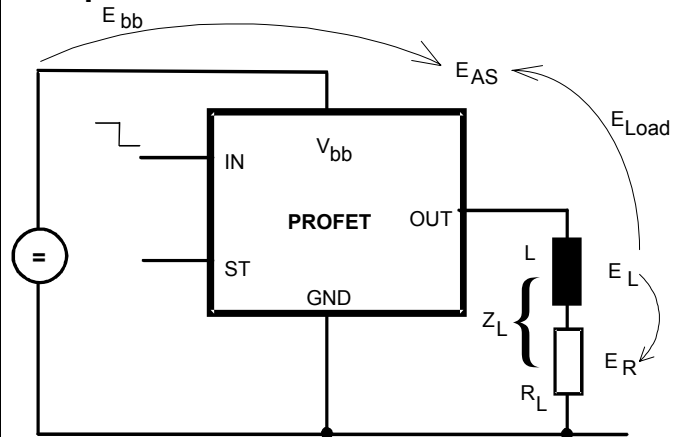 E bb
E AS
E Load
V bb
IN
PROFET
OUT
ST
GND
L
E L
Z L
{
E R
R L
=